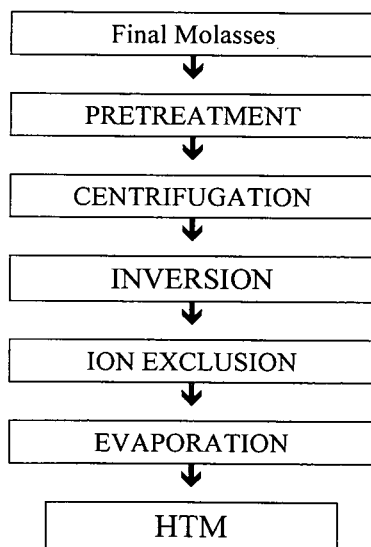 Final Molasses
PRETREATMENT
CENTRIFUGATION
INVERSION
ION EXCLUSION
EVAPORATION
HTM